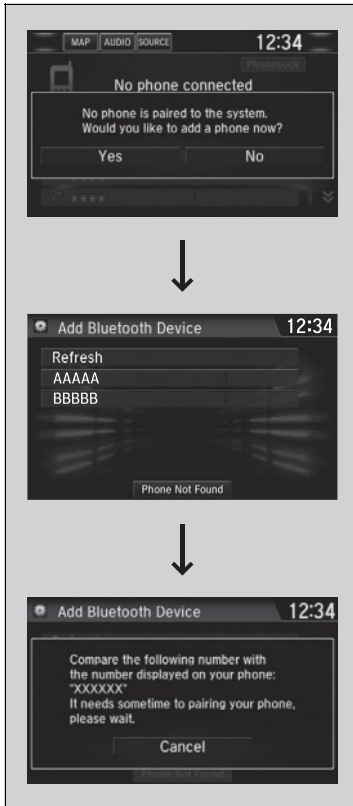 MAP AUDIO SOURCE 12:34
Phonebook
No phone connected
No phone is paired to the system.
Would you like to add a phone now?
Yes No
****
Add Bluetooth Device 12:34
Refresh
AAAAA
BBBBB
Phone Not Found
Add Bluetooth Device 12:34
Compare the following number with
the number displayed on your phone:
"XXXXXX"
It needs sometime to pairing your phone,
please wait.
Cancel
Phone Not Found